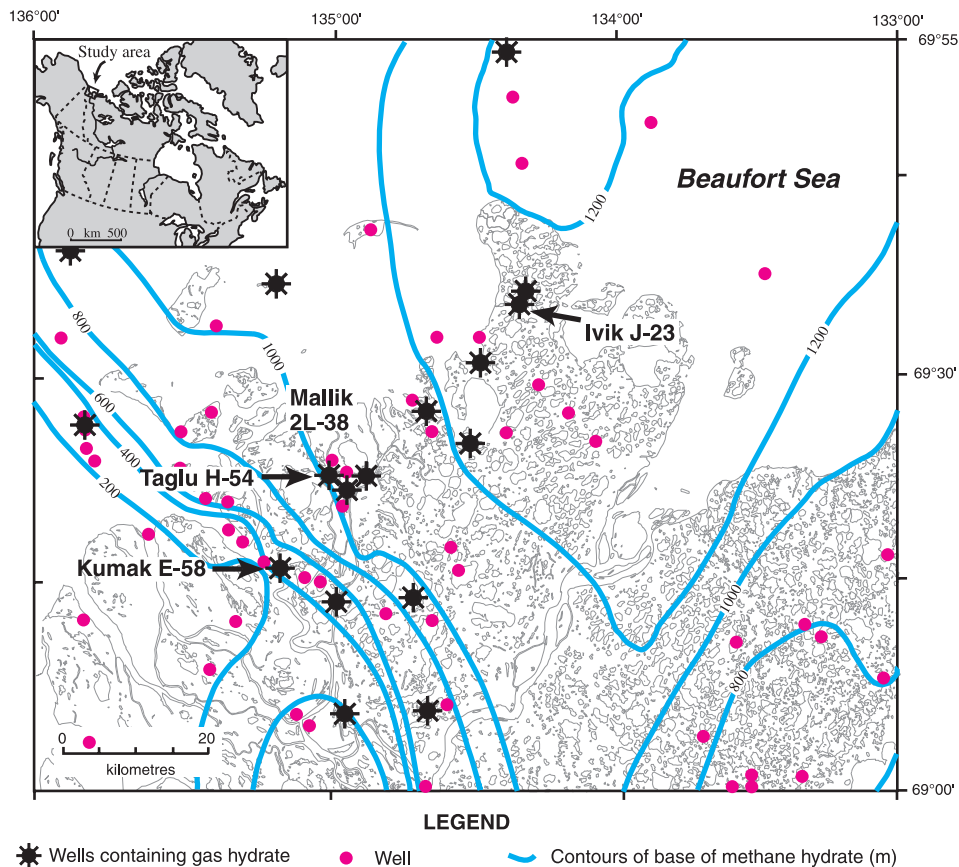 136°00'
135°00'
134°00'
133°00'
69°55
Study area
0 km 500
Beaufort Sea
1200
Ivik J-23
1200
800
1000
Mallik
2L-38
69°30
600
Taglu H-54
400
200
Kumak E-58
1000
800
0 20
kilometres
69°00'
LEGEND
Wells containing gas hydrate
Well
Contours of base of methane hydrate (m)